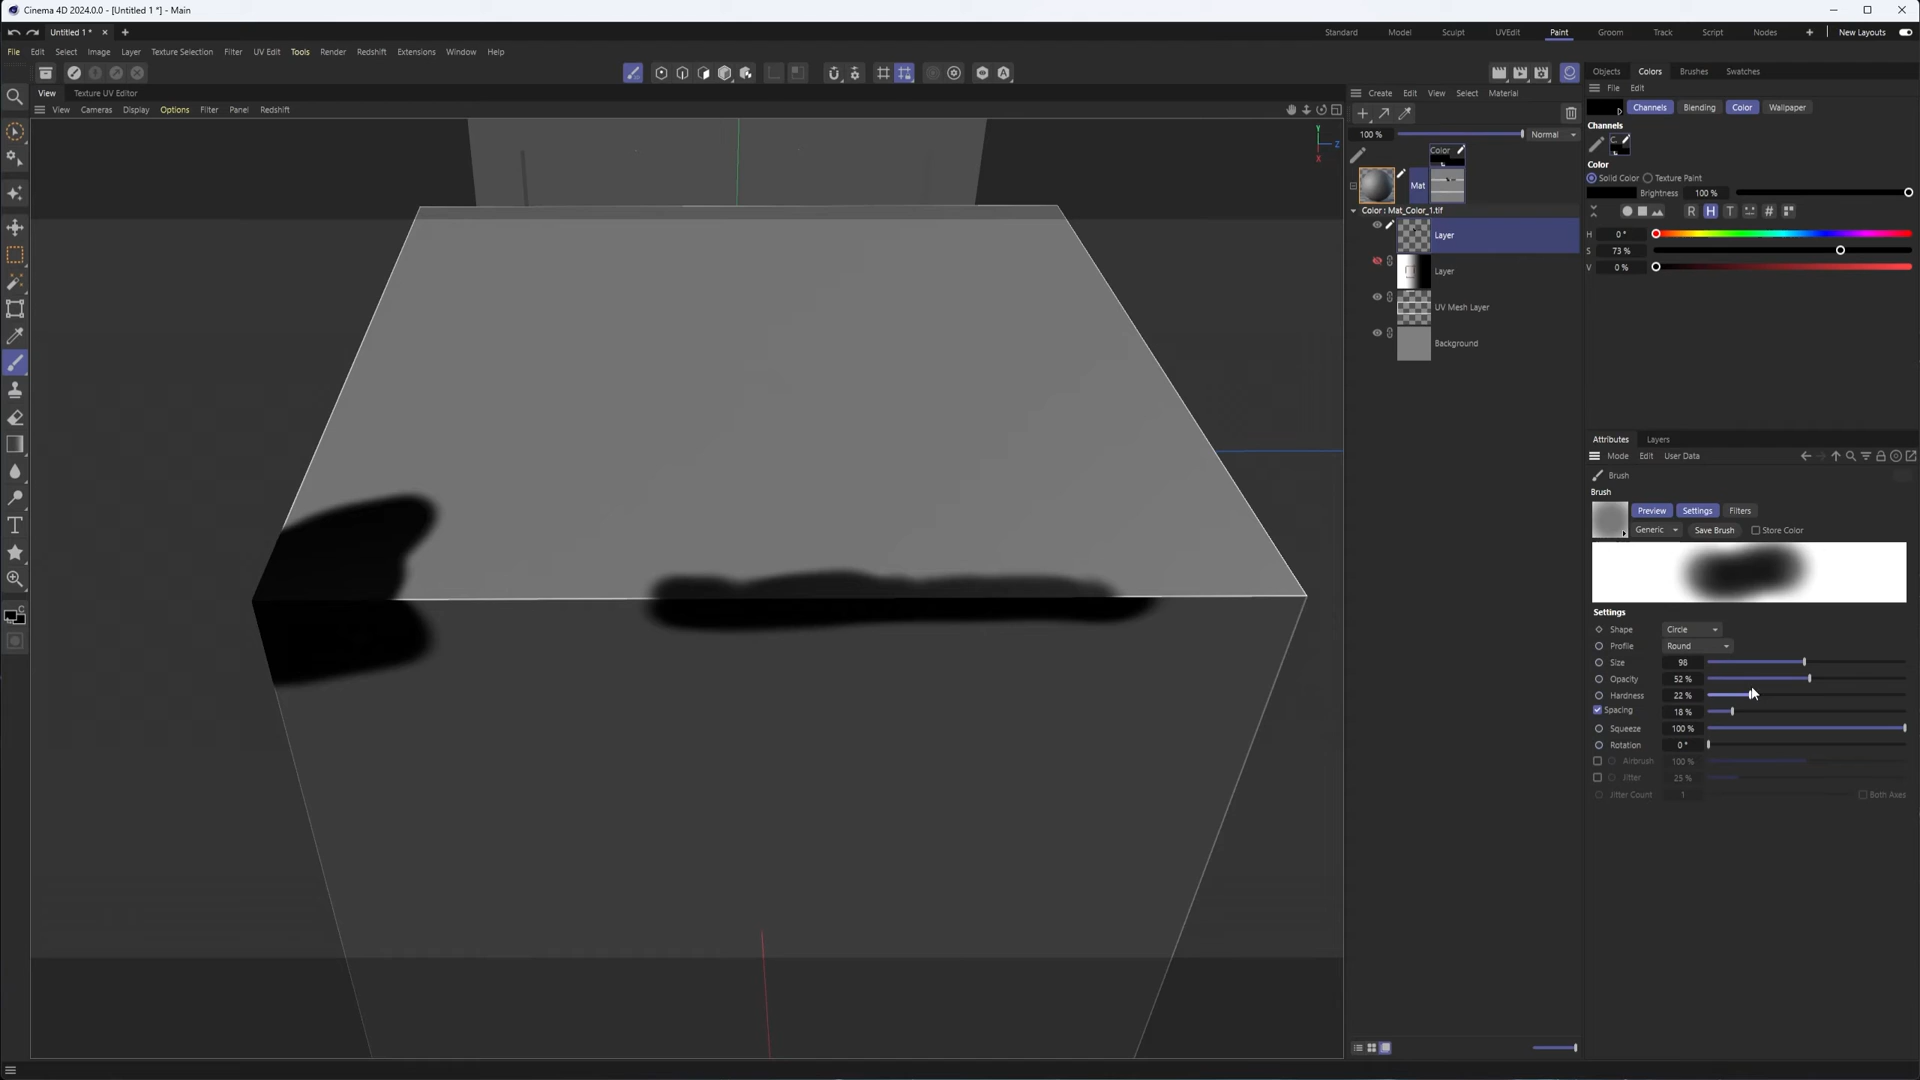 Cinema 4D 2024.0.0 - [Untitled 1 *] - Main
Untitled 1 *
Standard Model Sculpt UVEdit Paint Groom Track Script Nodes New Layouts
File Edit Select Image Layer Texture Selection Filter UV Edit Tools Render Redshift Extensions Window Help
View Texture UV Editor
View Cameras Display Options Filter Panel Redshift
Y
Z
X
Create Edit View Select Material
100 % Normal
Color
Mat
Color : Mat_Color_1.tif
Layer
Layer
UV Mesh Layer
Background
Objects Colors Brushes Swatches
File Edit
Channels Blending Color Wallpaper
Channels
C
Color
Solid Color Texture Paint
Brightness 100 %
R H T #
H 0 °
S 73 %
V 0 %
Attributes Layers
Mode Edit User Data
Brush
Brush
Preview Settings Filters
Generic Save Brush Store Color
Settings
Shape Circle
Profile Round
Size 98
Opacity 52 %
Hardness 22 %
Spacing 18 %
Squeeze 100 %
Rotation 0 °
Airbrush 100 %
Jitter 25 %
Jitter Count 1 Both Axes